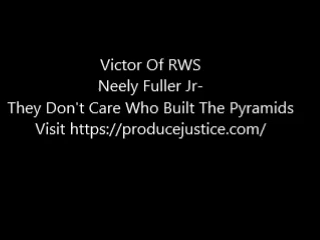 Victor Of RWS
Neely Fuller Jr-
They Don't Care Who Built The Pyramids
Visit https://producejustice.com/